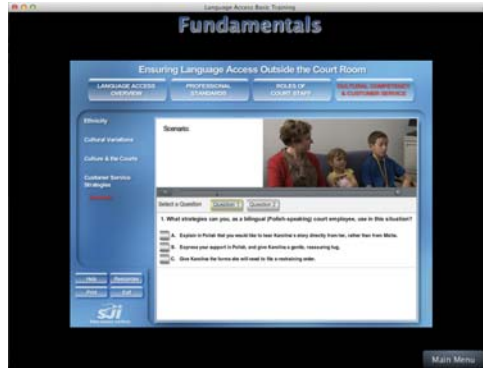 Language Access Basic Training
Fundamentals
Ensuring Language Access Outside the Court Room
LANGUAGE ACCESS
OVERVIEW
PROFESSIONAL
STANDARDS
ROLES OF
COURT STAFF
CULTURAL COMPETENCY
& CUSTOMER SERVICE
Ethnicity
Cultural Variations
Culture & the Courts
Customer Service
Strategies
Scenario
Select a Question
Question 1
Question 2
1. What strategies can you, as a bilingual (Polish-speaking) court employee, use in this situation?
A. Explain in Polish that you would like to hear Karolina's story directly from her, rather than from Marta.
B. Express your support in Polish, and give Karolina a gentle, reassuring hug.
C. Give Karolina the forms she will need to file a restraining order.
Help
Resources
Print
Exit
SJI
Main Menu